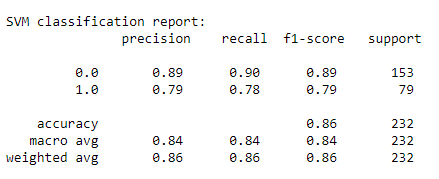 SVM classification report:
precision recall f1-score support
0.0 0.89 0.90 0.89 153
1.0 0.79 0.78 0.79 79
accuracy 0.86 232
macro avg 0.84 0.84 0.84 232
weighted avg 0.86 0.86 0.86 232